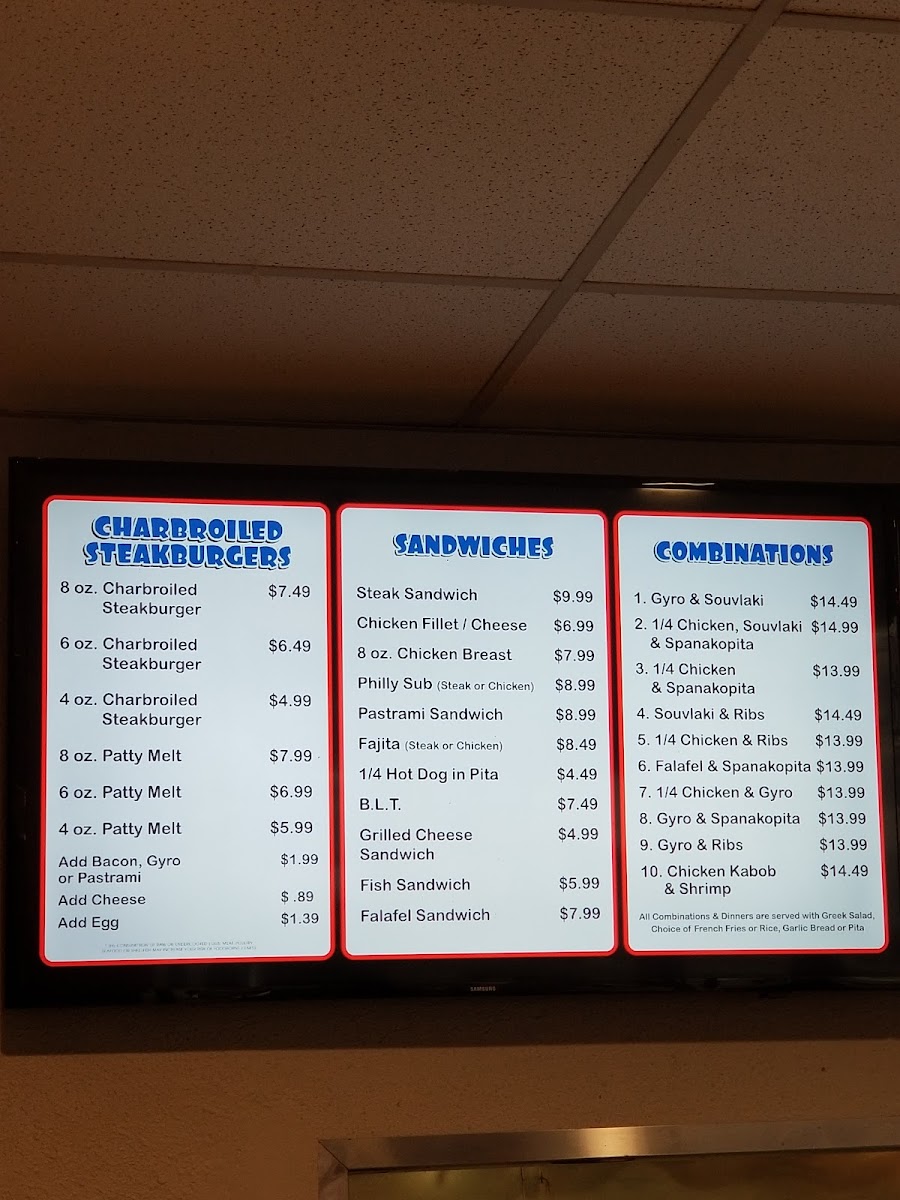 CHARBROILED
STEAKBURGERS
8 oz. Charbroiled $7.49
Steakburger
6 oz. Charbroiled $6.49
Steakburger
4 oz. Charbroiled $4.99
Steakburger
8 oz. Patty Melt $7.99
6 oz. Patty Melt $6.99
4 oz. Patty Melt $5.99
Add Bacon, Gyro $1.99
or Pastrami
Add Cheese $ .89
Add Egg $1.39
SANDWICHES
Steak Sandwich $9.99
Chicken Fillet / Cheese $6.99
8 oz. Chicken Breast $7.99
Philly Sub (Steak or Chicken) $8.99
Pastrami Sandwich $8.99
Fajita (Steak or Chicken) $8.49
1/4 Hot Dog in Pita $4.49
B.L.T. $7.49
Grilled Cheese $4.99
Sandwich
Fish Sandwich $5.99
Falafel Sandwich $7.99
COMBINATIONS
1. Gyro & Souvlaki $14.49
2. 1/4 Chicken, Souvlaki $14.99
& Spanakopita
3. 1/4 Chicken $13.99
& Spanakopita
4. Souvlaki & Ribs $14.49
5. 1/4 Chicken & Ribs $13.99
6. Falafel & Spanakopita $13.99
7. 1/4 Chicken & Gyro $13.99
8. Gyro & Spanakopita $13.99
9. Gyro & Ribs $13.99
10. Chicken Kabob $14.49
& Shrimp
All Combinations & Dinners are served with Greek Salad,
Choice of French Fries or Rice, Garlic Bread or Pita
SAMSUNG